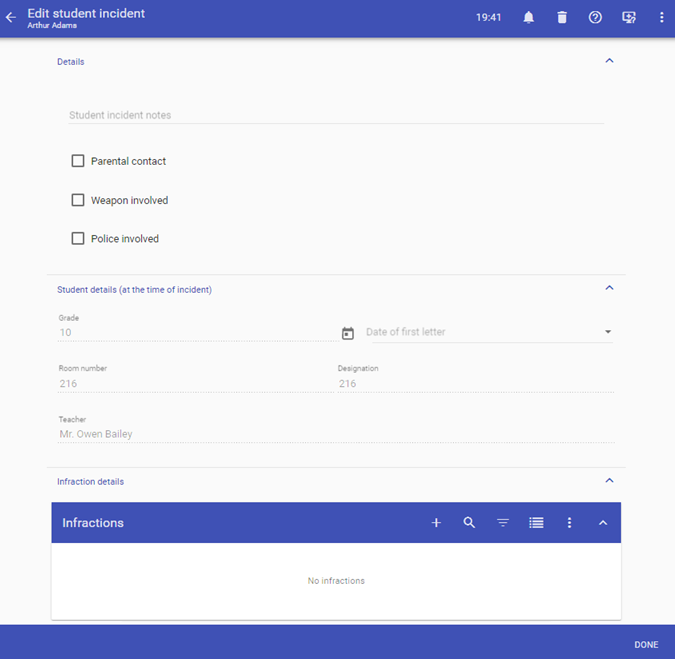 Edit student incident
Arthur Adams
19:41
Details
Student incident notes
Parental contact
Weapon involved
Police involved
Student details (at the time of incident)
Grade
10
Date of first letter
Room number
Designation
216
216
Teacher
Mr. Owen Bailey
Infraction details
Infractions
No infractions
DONE